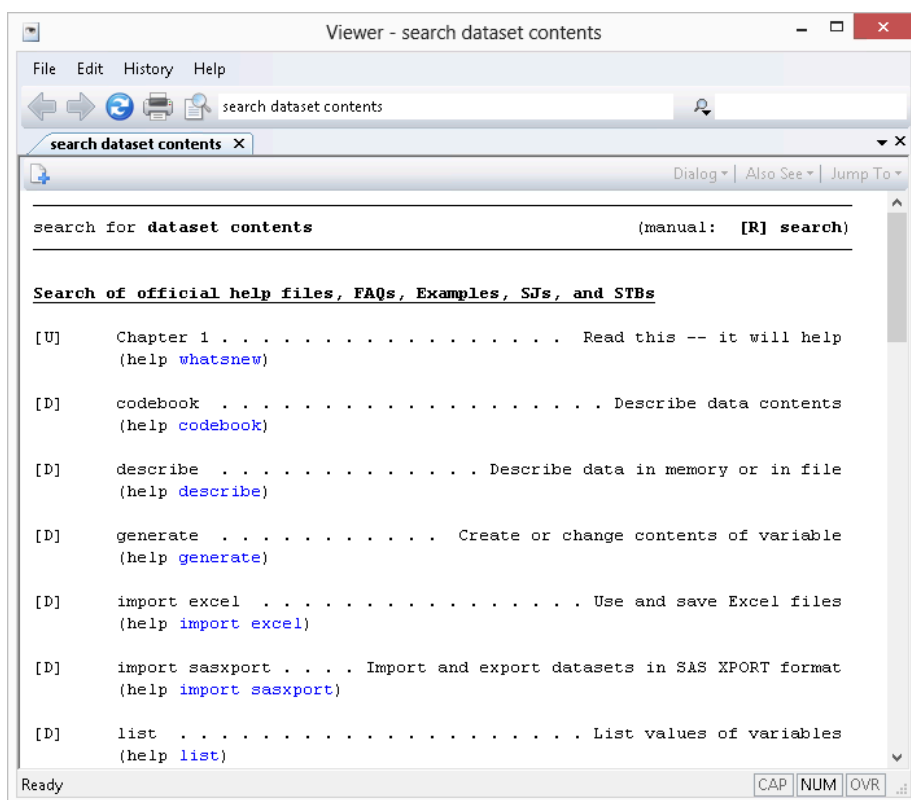 Viewer - search dataset contents
File Edit History Help
search dataset contents
search dataset contents X
Dialog | Also See | Jump To
search for dataset contents (manual: [R] search)
Search of official help files, FAQs, Examples, SJs, and STBs
[U] Chapter 1 . . . . . . . . . . . . . . . . . Read this -- it will help
(help whatsnew)
[D] codebook . . . . . . . . . . . . . . . . . . . Describe data contents
(help codebook)
[D] describe . . . . . . . . . . . . . Describe data in memory or in file
(help describe)
[D] generate . . . . . . . . . . . Create or change contents of variable
(help generate)
[D] import excel . . . . . . . . . . . . . . . . Use and save Excel files
(help import excel)
[D] import sasxport . . . . Import and export datasets in SAS XPORT format
(help import sasxport)
[D] list . . . . . . . . . . . . . . . . . . . . List values of variables
(help list)
Ready CAP NUM OVR